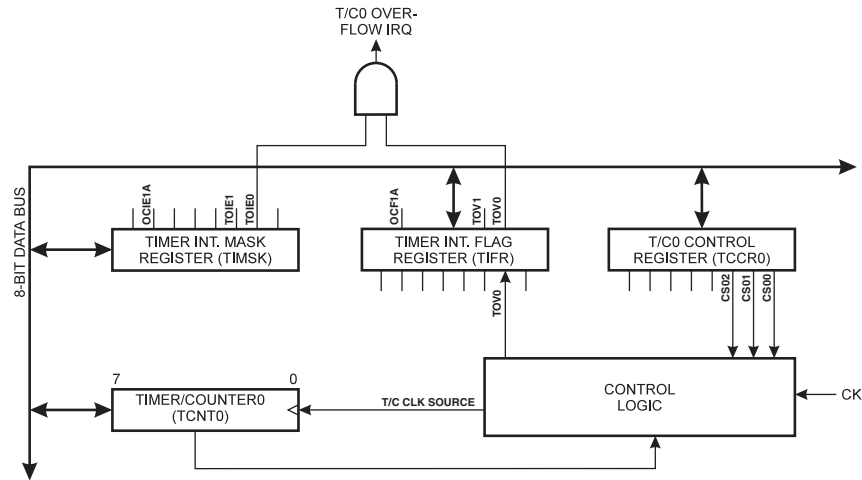 T/C0 OVER-
FLOW IRQ
8-BIT DATA BUS
OCIE1A
TOIE1
TOIE0
OCF1A
TOV1
TOV0
TIMER INT. MASK
REGISTER (TIMSK)
TIMER INT. FLAG
REGISTER (TIFR)
T/C0 CONTROL
REGISTER (TCCR0)
TOV0
CS02
CS01
CS00
7
0
TIMER/COUNTER0
(TCNT0)
T/C CLK SOURCE
CONTROL
LOGIC
CK